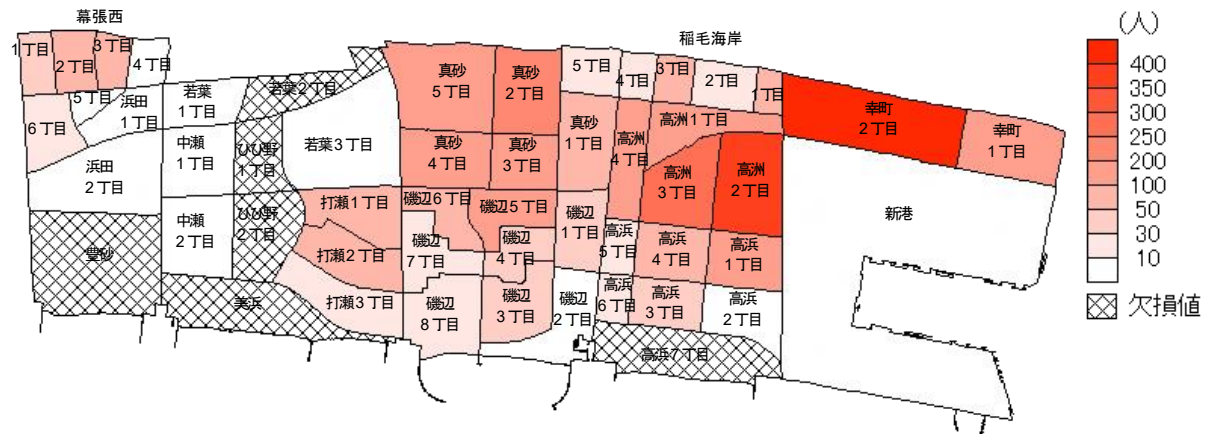 幕張西
1丁目
2丁目
3丁目
4丁目
5丁目
6丁目
浜田
1丁目
浜田
2丁目
豊砂
若葉
1丁目
若葉2丁目
若葉3丁目
中瀬
1丁目
中瀬
2丁目
ひび野
1丁目
ひび野
2丁目
美浜
打瀬1丁目
打瀬2丁目
打瀬3丁目
真砂
5丁目
真砂
2丁目
真砂
4丁目
真砂
3丁目
真砂
1丁目
磯辺6丁目
磯辺5丁目
磯辺
7丁目
磯辺
4丁目
磯辺
8丁目
磯辺
3丁目
磯辺
1丁目
磯辺
2丁目
稲毛海岸
5丁目
4丁目
3丁目
2丁目
1丁目
高洲1丁目
高洲
4丁目
高洲
3丁目
高洲
2丁目
高浜
5丁目
高浜
4丁目
高浜
1丁目
高浜
6丁目
高浜
3丁目
高浜
2丁目
高浜7丁目
幸町
2丁目
幸町
1丁目
新港
(人)
400
350
300
250
200
100
50
30
10
欠損値